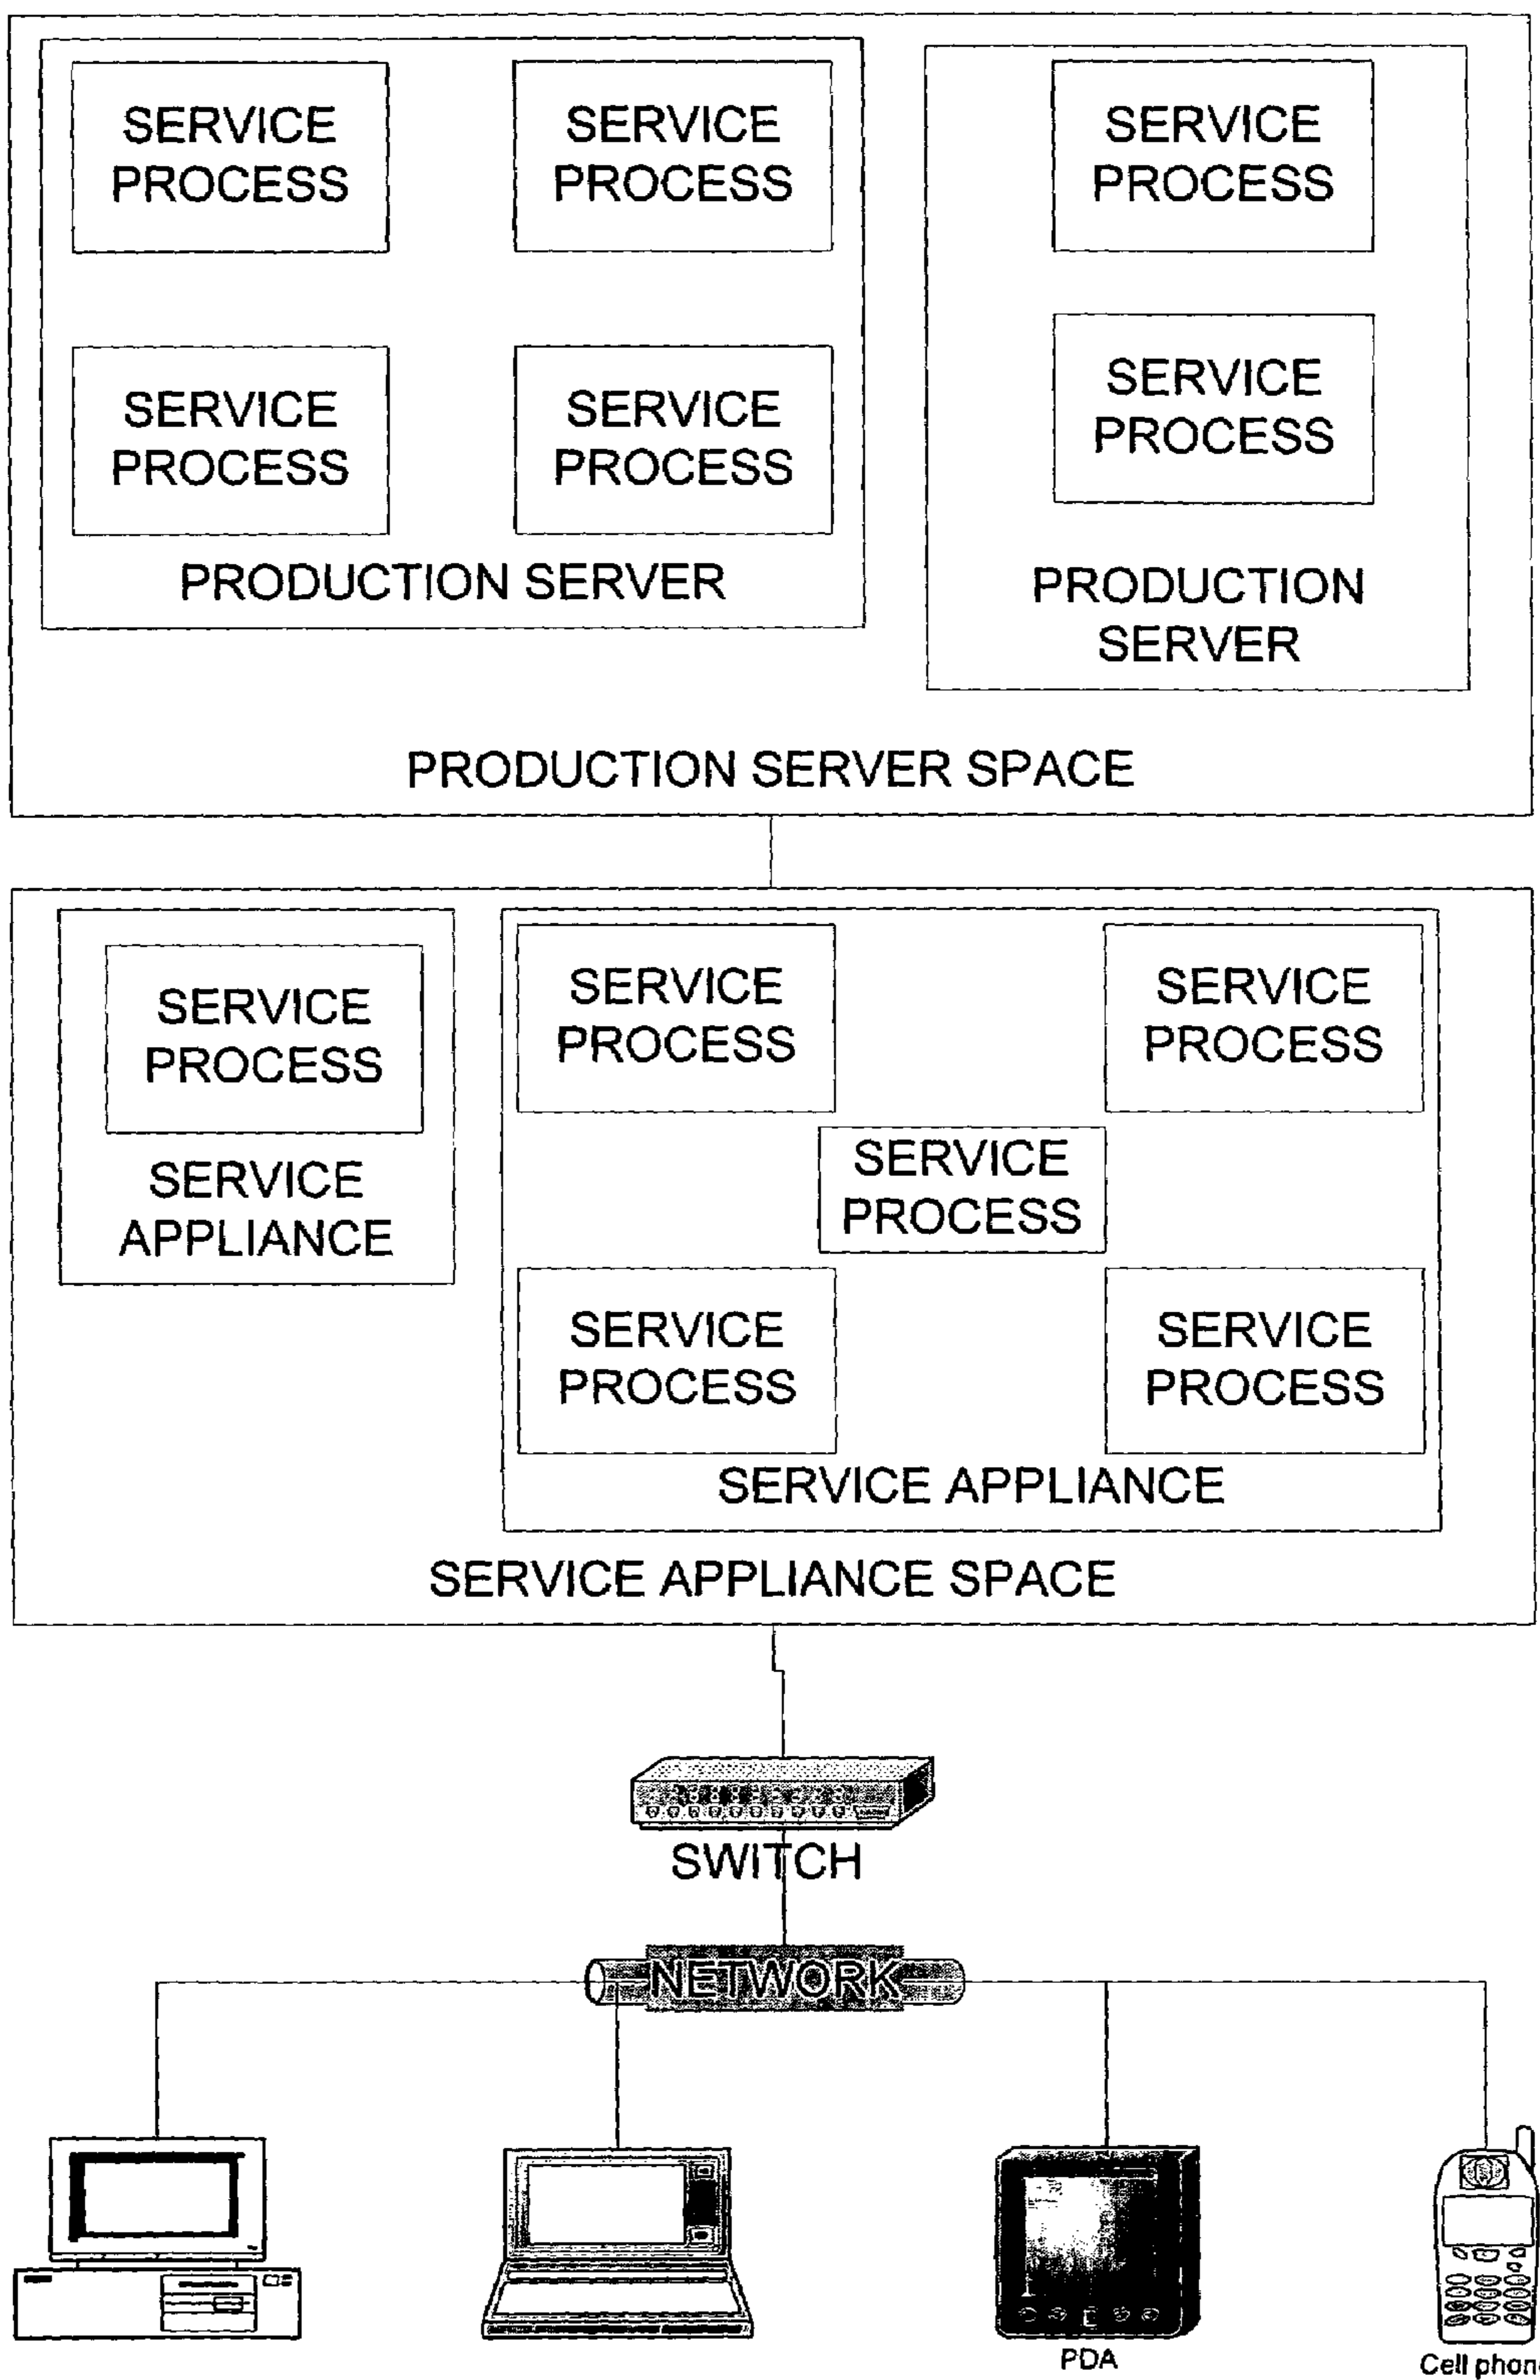 SERVICE
PROCESS
SERVICE
PROCESS
SERVICE
PROCESS
SERVICE
PROCESS
SERVICE
PROCESS
PRODUCTION SERVER
SERVICE
PROCESS
PRODUCTION
SERVER
PRODUCTION SERVER SPACE
SERVICE
PROCESS
SERVICE
APPLIANCE
SERVICE
PROCESS
SERVICE
PROCESS
SERVICE
PROCESS
SERVICE
PROCESS
SERVICE
PROCESS
SERVICE APPLIANCE
SERVICE APPLIANCE SPACE
SWITCH
NETWORK
PDA
Cell phon